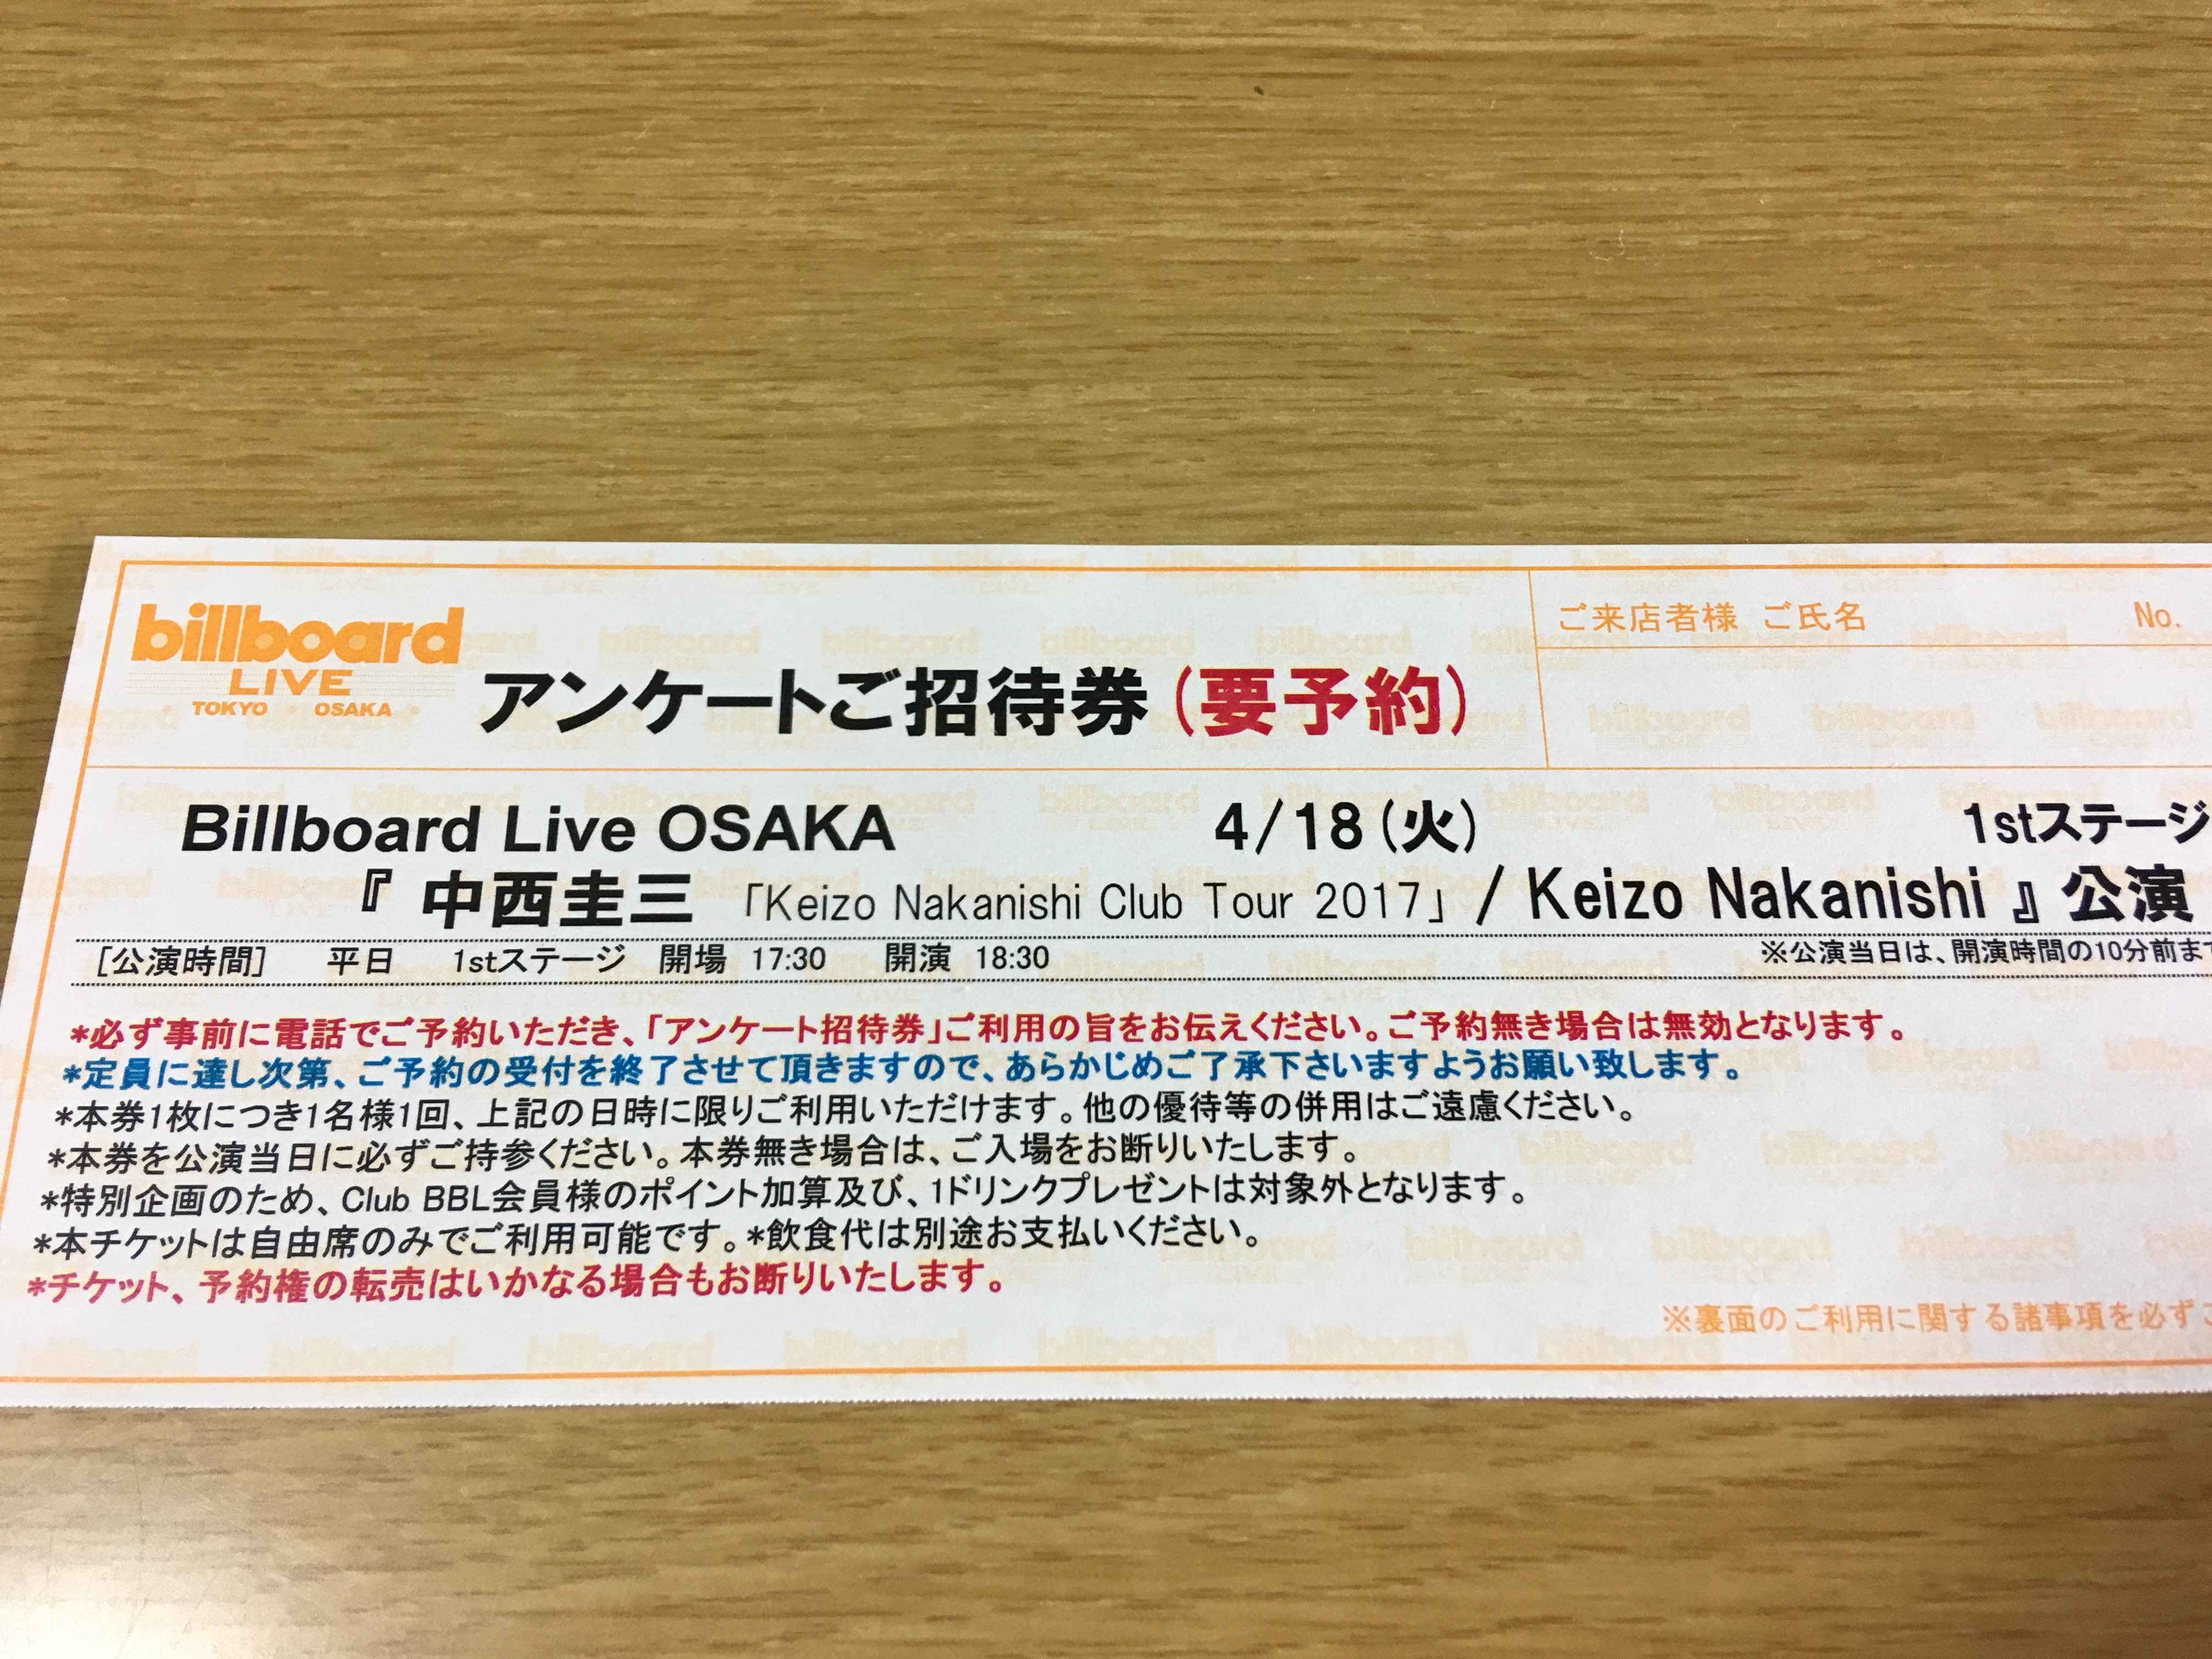 billboard
LIVE
TOKYO OSAKA
アンケートご招待券(要予約)
ご来店者様 ご氏名 No.
Billboard Live OSAKA 4/18(火) 1stステージ
『 中西圭三 「Keizo Nakanishi Club Tour 2017」 / Keizo Nakanishi 』 公演
[公演時間] 平日 1stステージ 開場 17:30 開演 18:30 ※公演当日は、開演時間の10分前まで
*必ず事前に電話でご予約いただき、「アンケート招待券」ご利用の旨をお伝えください。ご予約無き場合は無効となります。
*定員に達し次第、ご予約の受付を終了させて頂きますので、あらかじめご了承下さいますようお願い致します。
*本券1枚につき1名様1回、上記の日時に限りご利用いただけます。他の優待等の併用はご遠慮ください。
*本券を公演当日に必ずご持参ください。本券無き場合は、ご入場をお断りいたします。
*特別企画のため、Club BBL会員様のポイント加算及び、1ドリンクプレゼントは対象外となります。
*本チケットは自由席のみでご利用可能です。*飲食代は別途お支払いください。
*チケット、予約権の転売はいかなる場合もお断りいたします。
※裏面のご利用に関する諸事項を必ずご